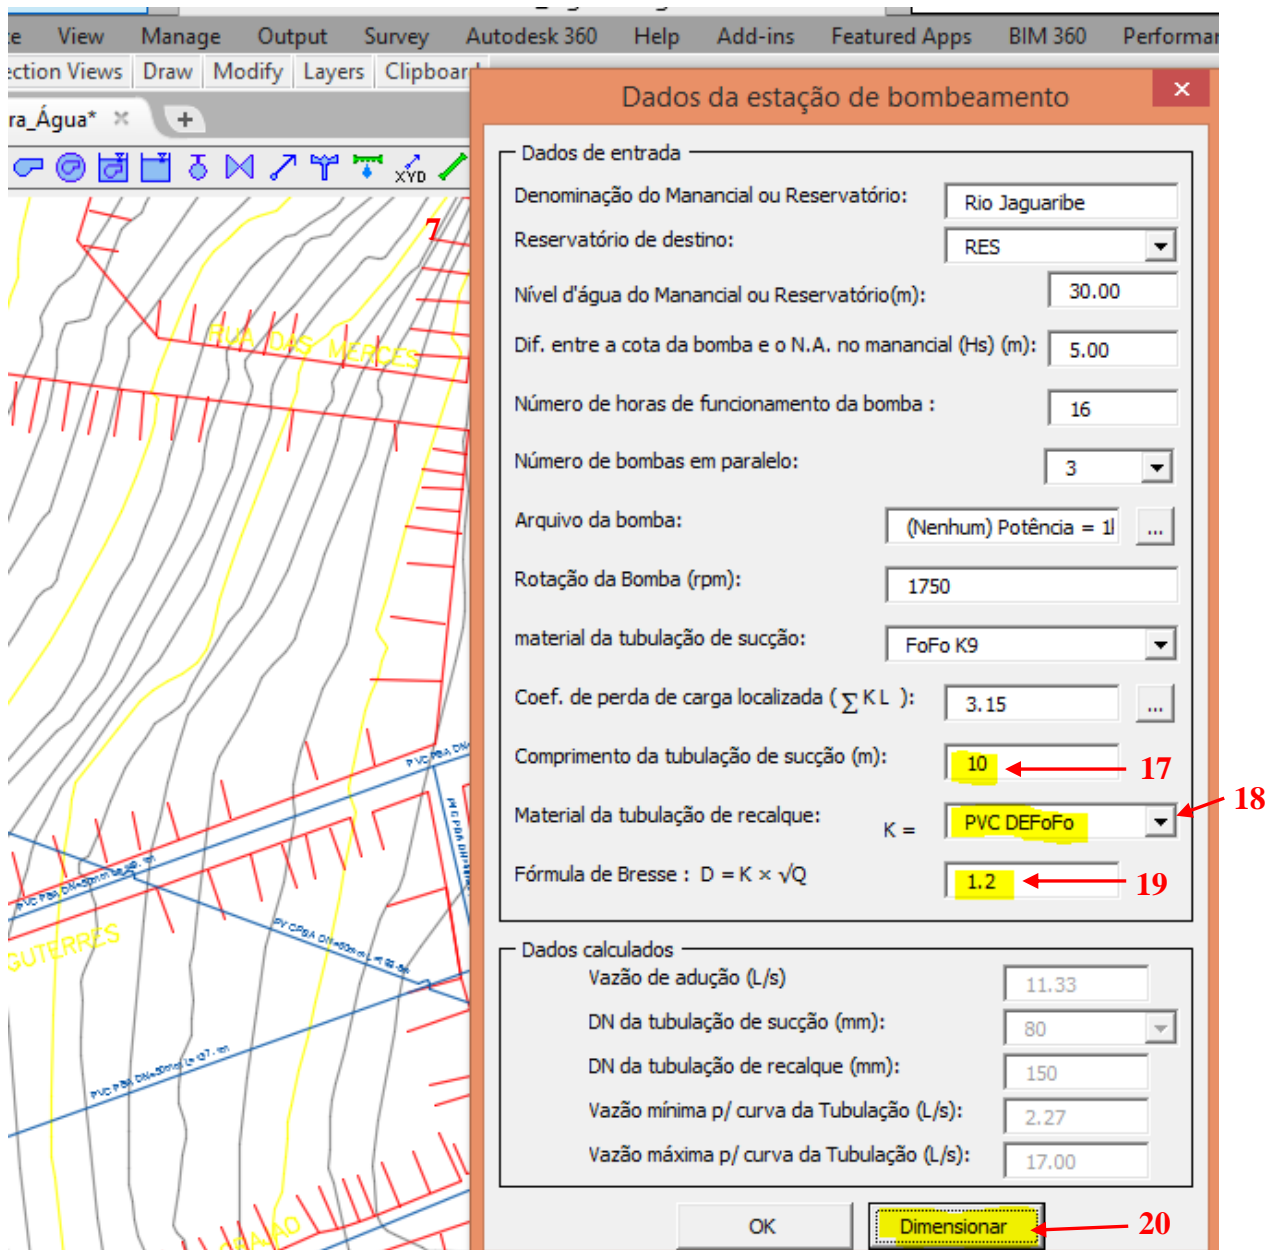 View Manage Output Survey Autodesk 360 Help Add-ins Featured Apps BIM 360 Performar
ection Views Draw Modify Layers Clipboar
ra_Água*
XYD
7
RUA DAS MERCES
GUTERRES
Dados da estação de bombeamento
Dados de entrada
Denominação do Manancial ou Reservatório: Rio Jaguaribe
Reservatório de destino: RES
Nível d'água do Manancial ou Reservatório(m): 30.00
Dif. entre a cota da bomba e o N.A. no manancial (Hs) (m): 5.00
Número de horas de funcionamento da bomba : 16
Número de bombas em paralelo: 3
Arquivo da bomba: (Nenhum) Potência = 1 ...
Rotação da Bomba (rpm): 1750
material da tubulação de sucção: FoFo K9
Coef. de perda de carga localizada ( ∑ K L ): 3.15 ...
Comprimento da tubulação de sucção (m): 10 17
Material da tubulação de recalque: K = PVC DEFoFo 18
Fórmula de Bresse : D = K × √Q 1.2 19
Dados calculados
Vazão de adução (L/s) 11.33
DN da tubulação de sucção (mm): 80
DN da tubulação de recalque (mm): 150
Vazão mínima p/ curva da Tubulação (L/s): 2.27
Vazão máxima p/ curva da Tubulação (L/s): 17.00
OK Dimensionar 20